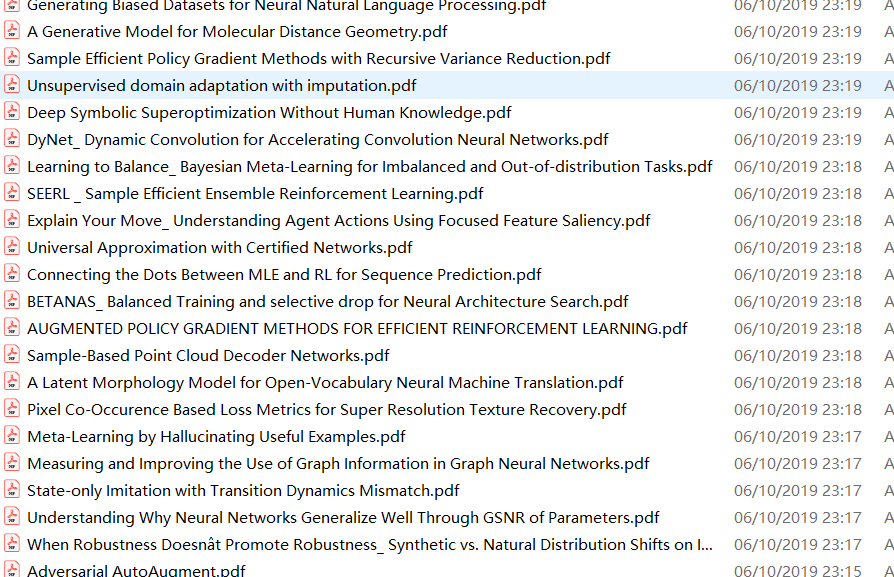 Generating Biased Datasets for Neural Natural Language Processing.pdf 06/10/2019 23:19 A
A Generative Model for Molecular Distance Geometry.pdf 06/10/2019 23:19 A
Sample Efficient Policy Gradient Methods with Recursive Variance Reduction.pdf 06/10/2019 23:19 A
Unsupervised domain adaptation with imputation.pdf 06/10/2019 23:19 A
Deep Symbolic Superoptimization Without Human Knowledge.pdf 06/10/2019 23:19 A
DyNet_ Dynamic Convolution for Accelerating Convolution Neural Networks.pdf 06/10/2019 23:19 A
Learning to Balance_ Bayesian Meta-Learning for Imbalanced and Out-of-distribution Tasks.pdf 06/10/2019 23:18 A
SEERL _ Sample Efficient Ensemble Reinforcement Learning.pdf 06/10/2019 23:18 A
Explain Your Move_ Understanding Agent Actions Using Focused Feature Saliency.pdf 06/10/2019 23:18 A
Universal Approximation with Certified Networks.pdf 06/10/2019 23:18 A
Connecting the Dots Between MLE and RL for Sequence Prediction.pdf 06/10/2019 23:18 A
BETANAS_ Balanced Training and selective drop for Neural Architecture Search.pdf 06/10/2019 23:18 A
AUGMENTED POLICY GRADIENT METHODS FOR EFFICIENT REINFORCEMENT LEARNING.pdf 06/10/2019 23:18 A
Sample-Based Point Cloud Decoder Networks.pdf 06/10/2019 23:18 A
A Latent Morphology Model for Open-Vocabulary Neural Machine Translation.pdf 06/10/2019 23:18 A
Pixel Co-Occurence Based Loss Metrics for Super Resolution Texture Recovery.pdf 06/10/2019 23:18 A
Meta-Learning by Hallucinating Useful Examples.pdf 06/10/2019 23:17 A
Measuring and Improving the Use of Graph Information in Graph Neural Networks.pdf 06/10/2019 23:17 A
State-only Imitation with Transition Dynamics Mismatch.pdf 06/10/2019 23:17 A
Understanding Why Neural Networks Generalize Well Through GSNR of Parameters.pdf 06/10/2019 23:17 A
When Robustness Doesnât Promote Robustness_ Synthetic vs. Natural Distribution Shifts on I... 06/10/2019 23:17 A
Adversarial AutoAugment.pdf 06/10/2019 23:15 A